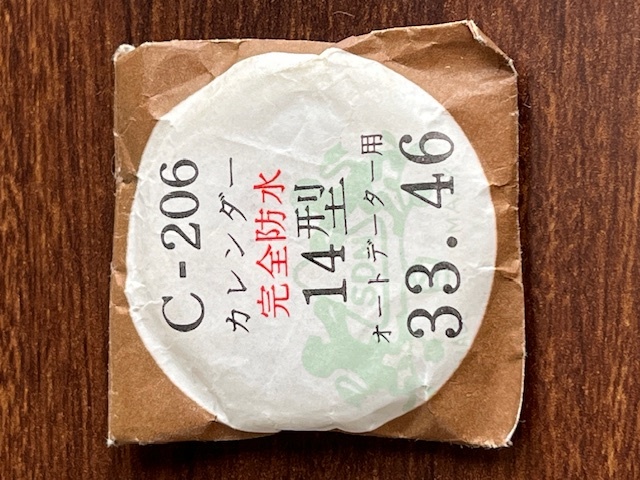 C-206
カレンダー
完全防水
14型
オートデーター用
33.46